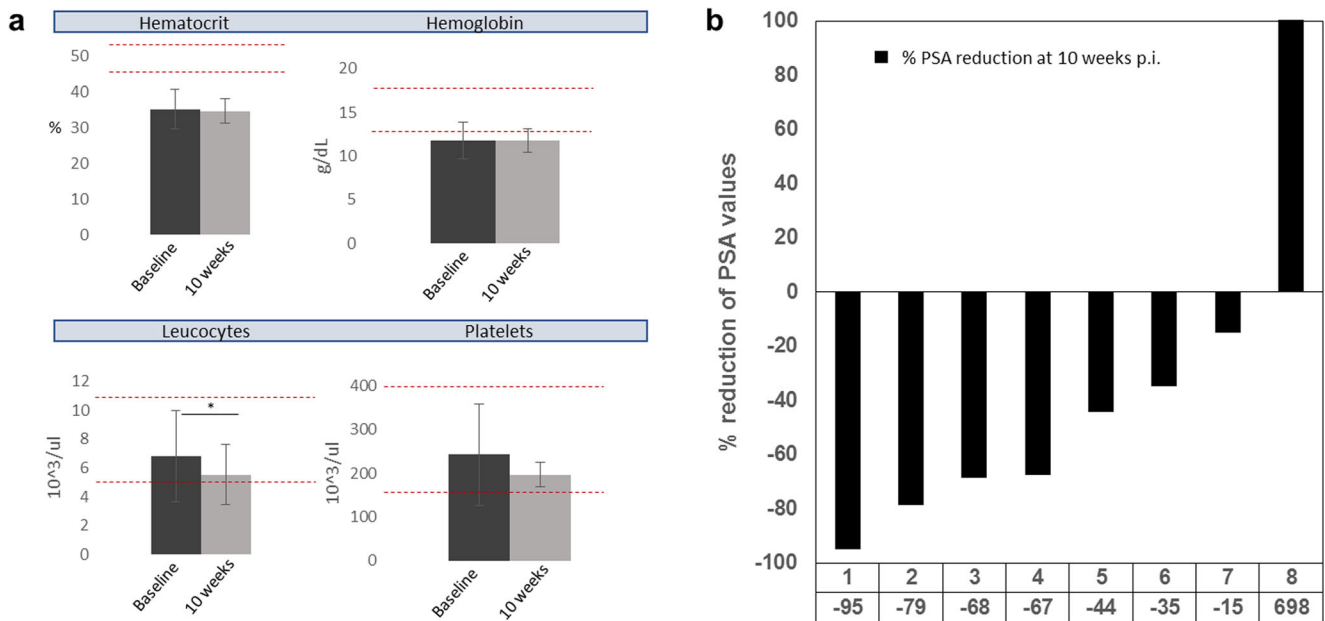 a
Hematocrit Hemoglobin
50
40
% 30
20
10
0
Baseline
10 weeks
20
15
g/dL 10
5
0
Baseline
10 weeks
Leucocytes Platelets
12
10
*
8
10^3/ul 6
4
2
0
Baseline
10 weeks
400
300
10^3/ul 200
100
0
Baseline
10 weeks
b
% reduction of PSA values
100
■ % PSA reduction at 10 weeks p.i.
80
60
40
20
0
-20
-40
-60
-80
-100
1 2 3 4 5 6 7 8
-95 -79 -68 -67 -44 -35 -15 698